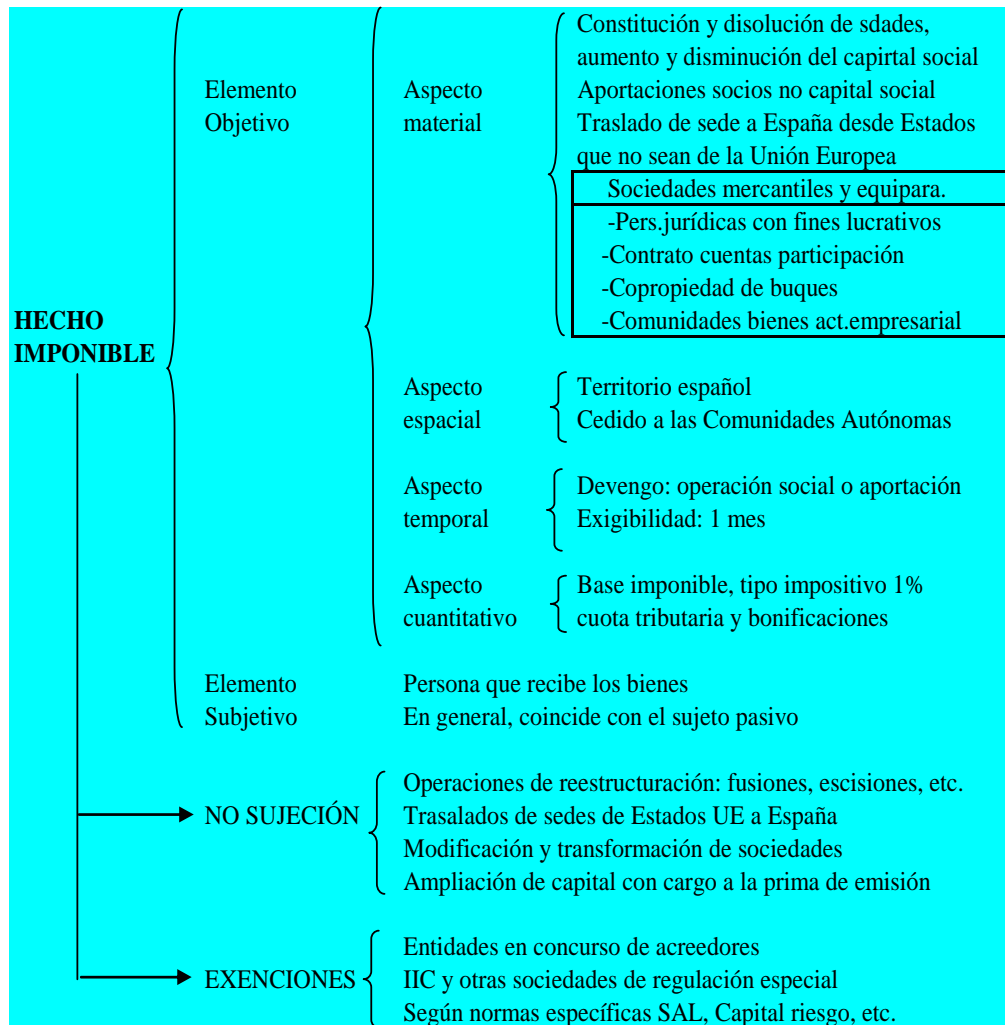 Constitución y disolución de sdades,
aumento y disminución del capirtal social
Elemento
Objetivo
Aspecto
material
Aportaciones socios no capital social
Traslado de sede a España desde Estados
que no sean de la Unión Europea
Sociedades mercantiles y equipara.
-Pers.jurídicas con fines lucrativos
-Contrato cuentas participación
-Copropiedad de buques
-Comunidades bienes act.empresarial
HECHO
IMPONIBLE
Aspecto
espacial
Territorio español
Cedido a las Comunidades Autónomas
Aspecto
temporal
Devengo: operación social o aportación
Exigibilidad: 1 mes
Aspecto
cuantitativo
Base imponible, tipo impositivo 1%
cuota tributaria y bonificaciones
Elemento
Subjetivo
Persona que recibe los bienes
En general, coincide con el sujeto pasivo
NO SUJECIÓN
Operaciones de reestructuración: fusiones, escisiones, etc.
Trasalados de sedes de Estados UE a España
Modificación y transformación de sociedades
Ampliación de capital con cargo a la prima de emisión
EXENCIONES
Entidades en concurso de acreedores
IIC y otras sociedades de regulación especial
Según normas específicas SAL, Capital riesgo, etc.